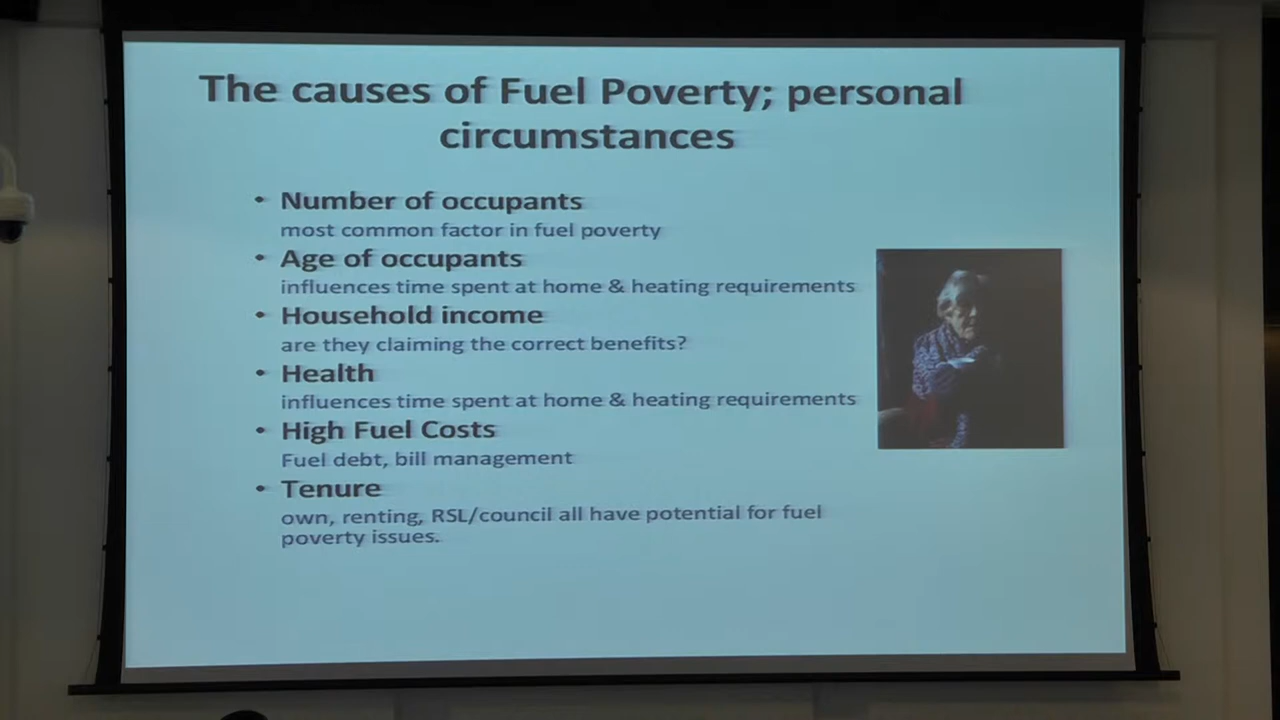 The causes of Fuel Poverty; personal
circumstances
• Number of occupants
most common factor in fuel poverty
• Age of occupants
influences time spent at home & heating requirements
• Household income
are they claiming the correct benefits?
• Health
influences time spent at home & heating requirements
• High Fuel Costs
Fuel debt, bill management
• Tenure
own, renting, RSL/council all have potential for fuel
poverty issues.